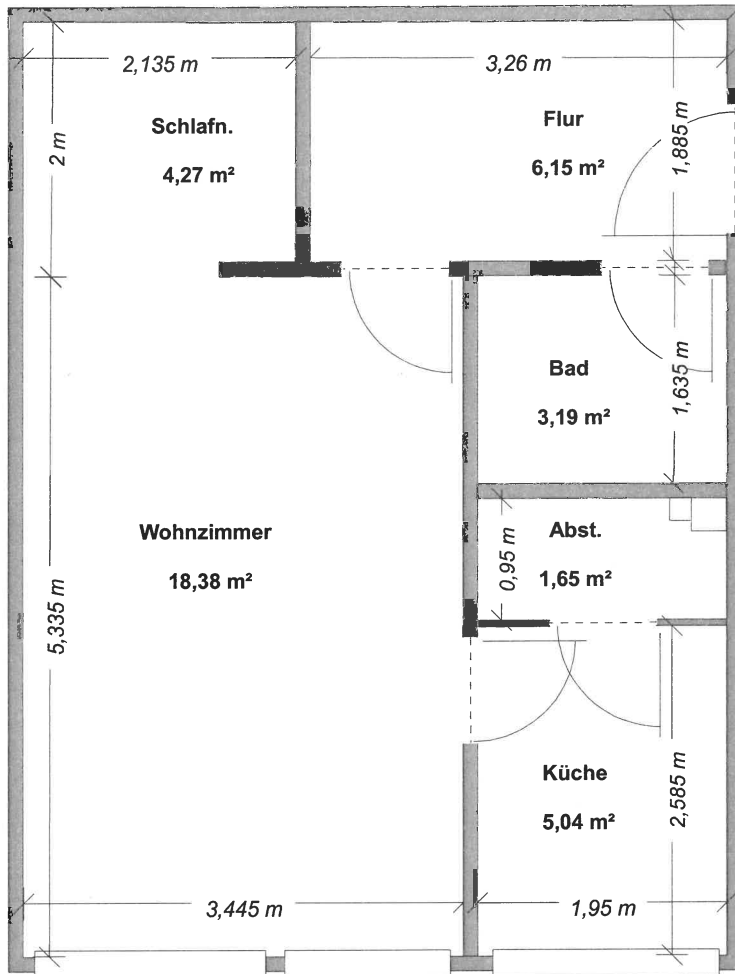 2,135 m
3,26 m
2 m
Schlafn.
4,27 m²
Flur
6,15 m²
1,885 m
Bad
3,19 m²
1,635 m
Wohnzimmer
18,38 m²
Abst.
1,65 m²
0,95 m
5,335 m
Küche
5,04 m²
2,585 m
3,445 m
1,95 m